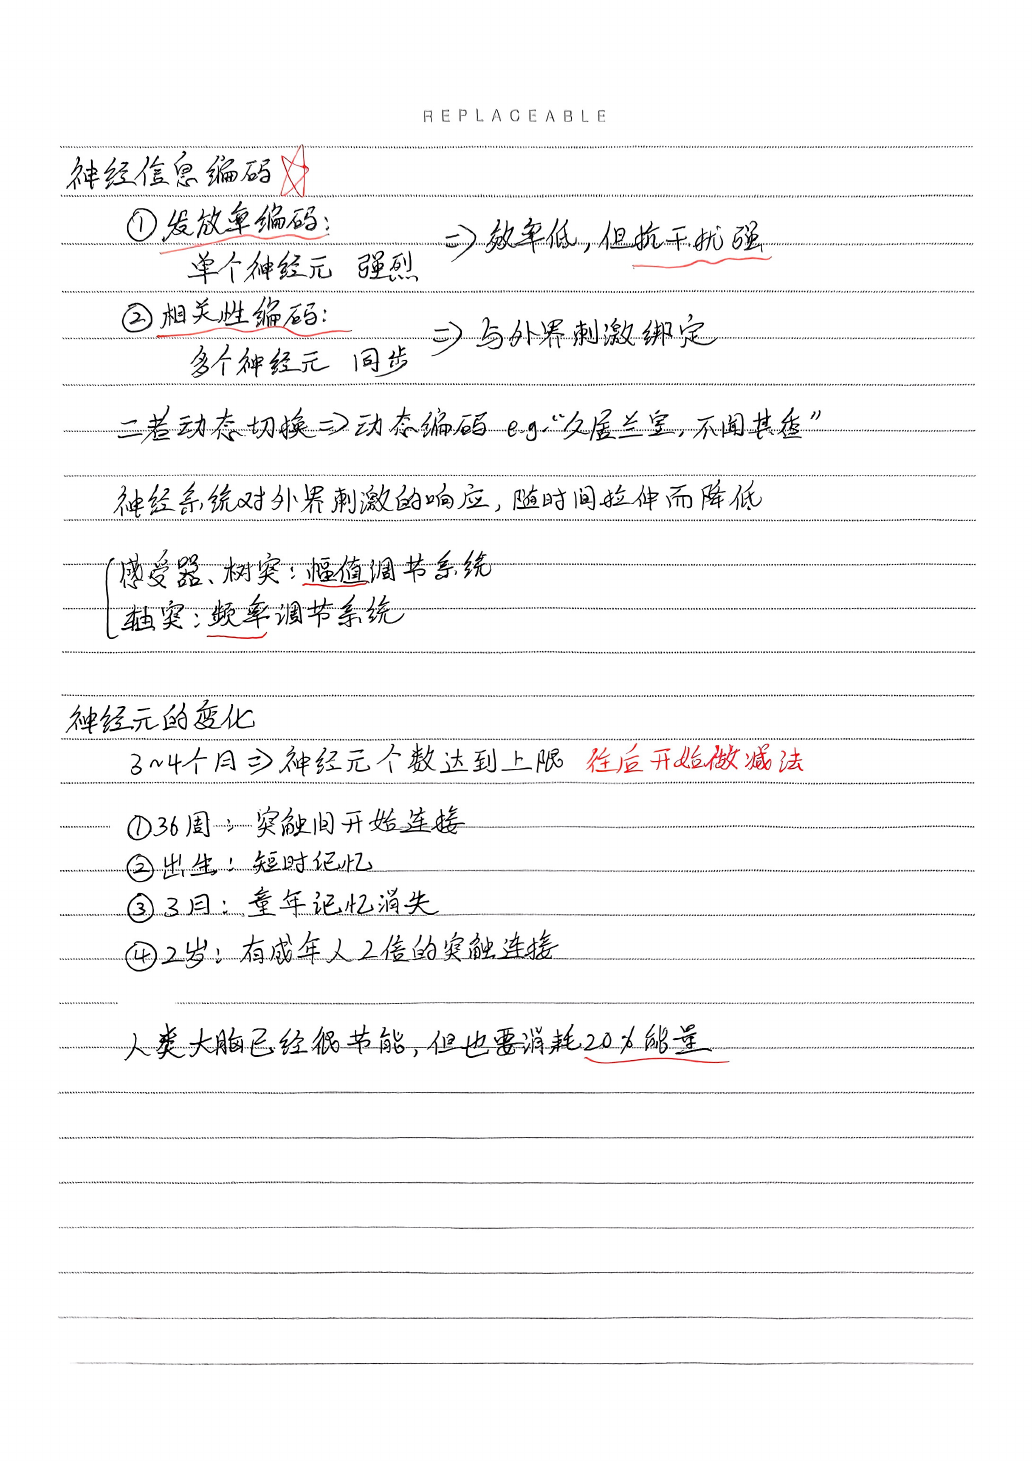 REPLACEABLE
神经信息编码
①发放率编码:
单个神经元 强烈
⇒效率低,但抗干扰强
②相关性编码:
多个神经元 同步
⇒与外界刺激绑定
二者动态切换⇒动态编码 e.g."久居兰室,不闻其香"
神经系统对外界刺激的响应,随时间拉伸而降低
感受器、树突:幅值调节系统
轴突:频率调节系统
神经元的变化
3~4个月⇒神经元个数达到上限 往后开始做减法
①36周:突触间开始连接
②出生:短时记忆
③3月:童年记忆消失
④2岁:有成年人2倍的突触连接
人类大脑已经很节能,但也要消耗20%能量